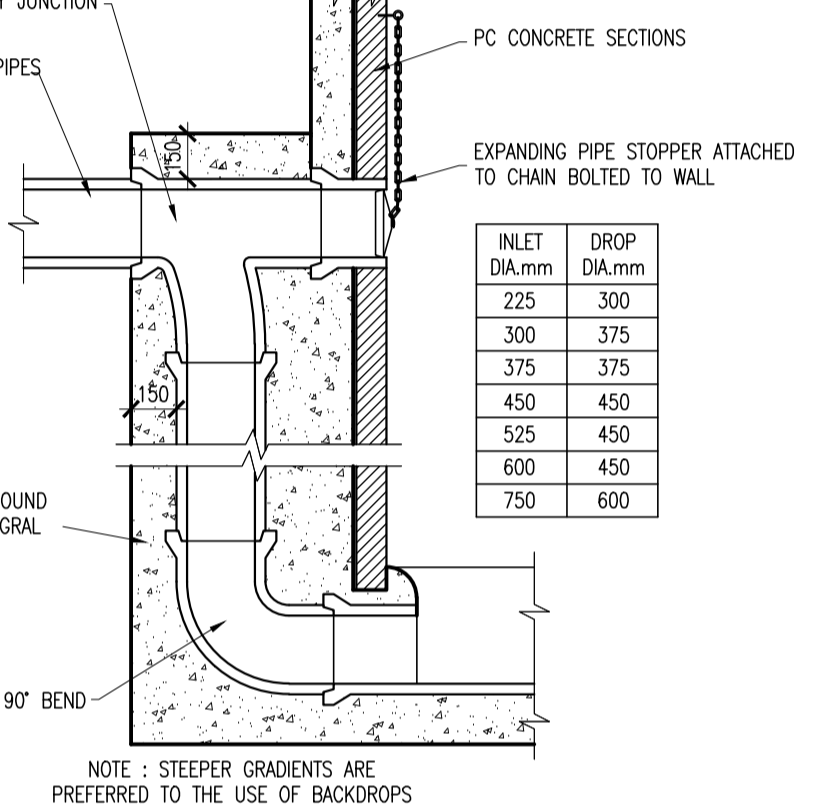 JUNCTION
PIPES
PC CONCRETE SECTIONS
150
EXPANDING PIPE STOPPER ATTACHED
TO CHAIN BOLTED TO WALL
INLET DROP
DIA.mm DIA.mm
225 300
300 375
375 375
450 450
525 450
600 450
750 600
150
OUND
GRAL
90° BEND
NOTE : STEEPER GRADIENTS ARE
PREFERRED TO THE USE OF BACKDROPS